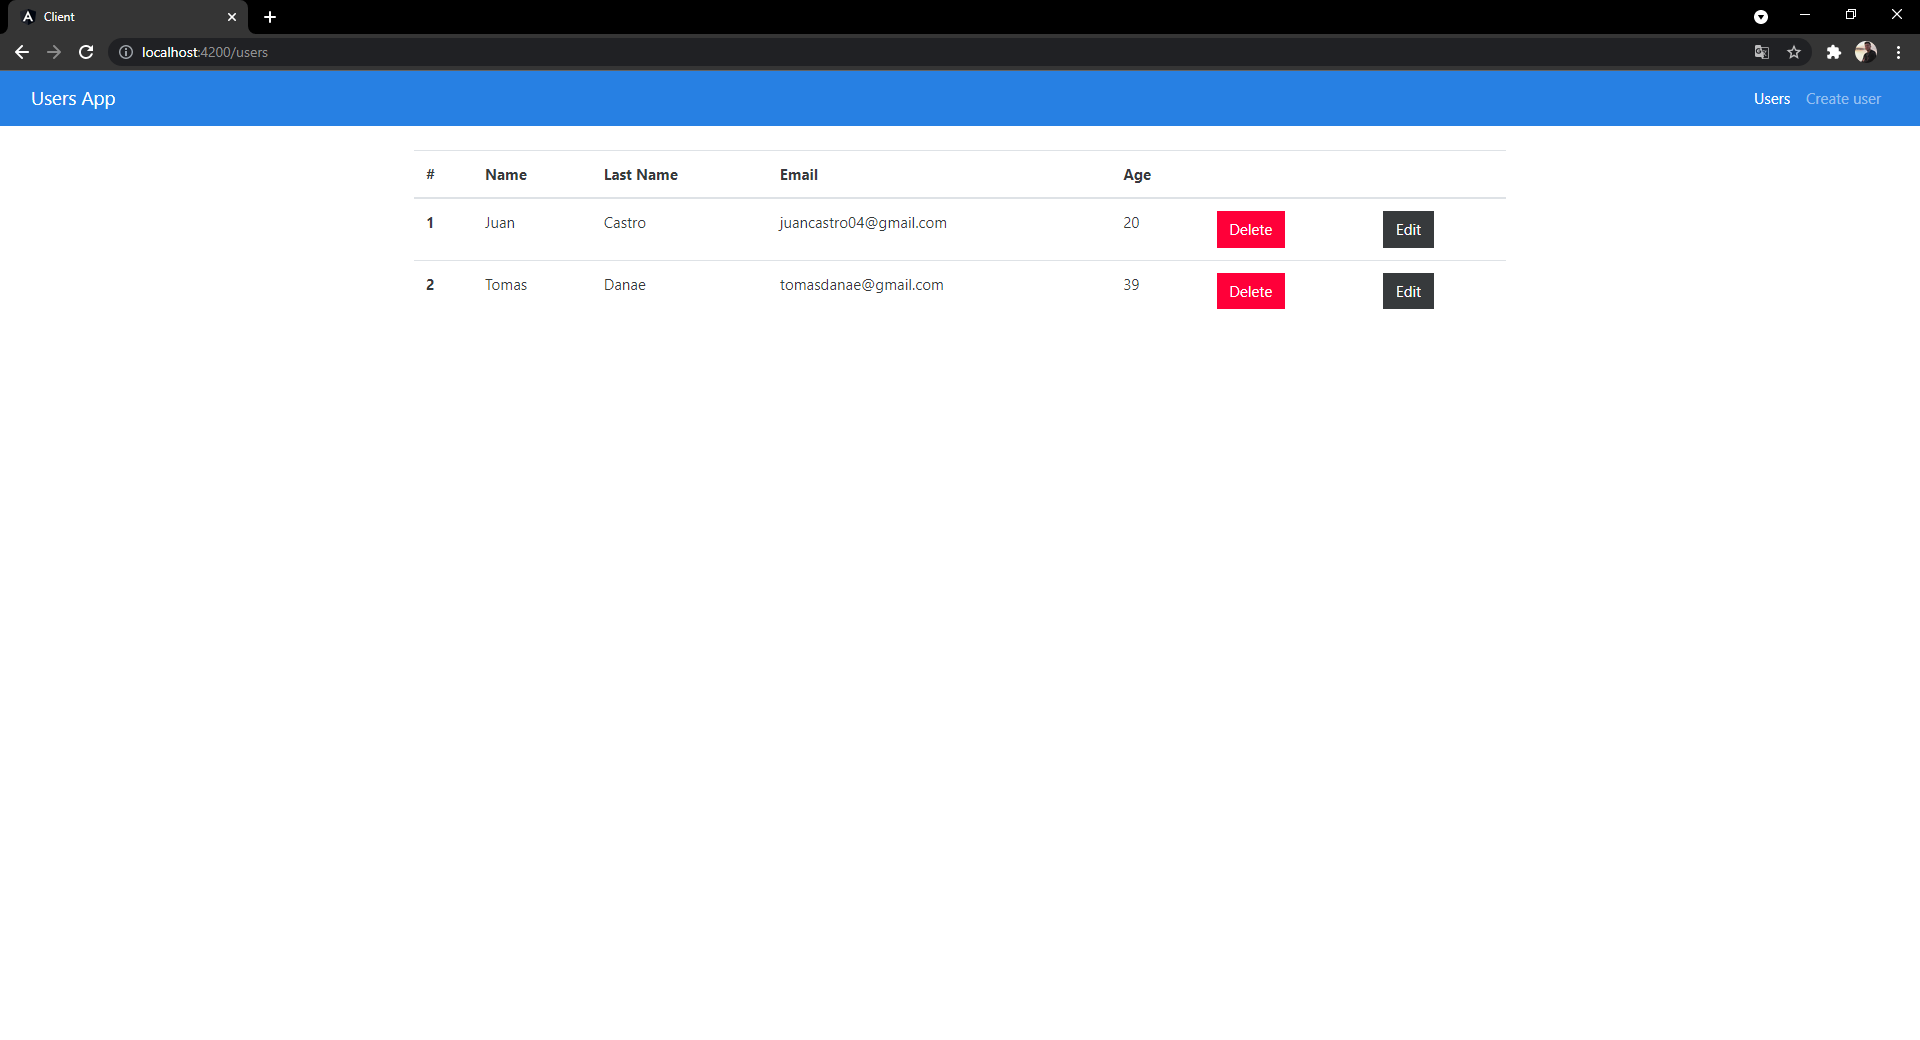 Client
localhost:4200/users
Users App Users Create user
# Name Last Name Email Age
1 Juan Castro juancastro04@gmail.com 20 Delete Edit
2 Tomas Danae tomasdanae@gmail.com 39 Delete Edit